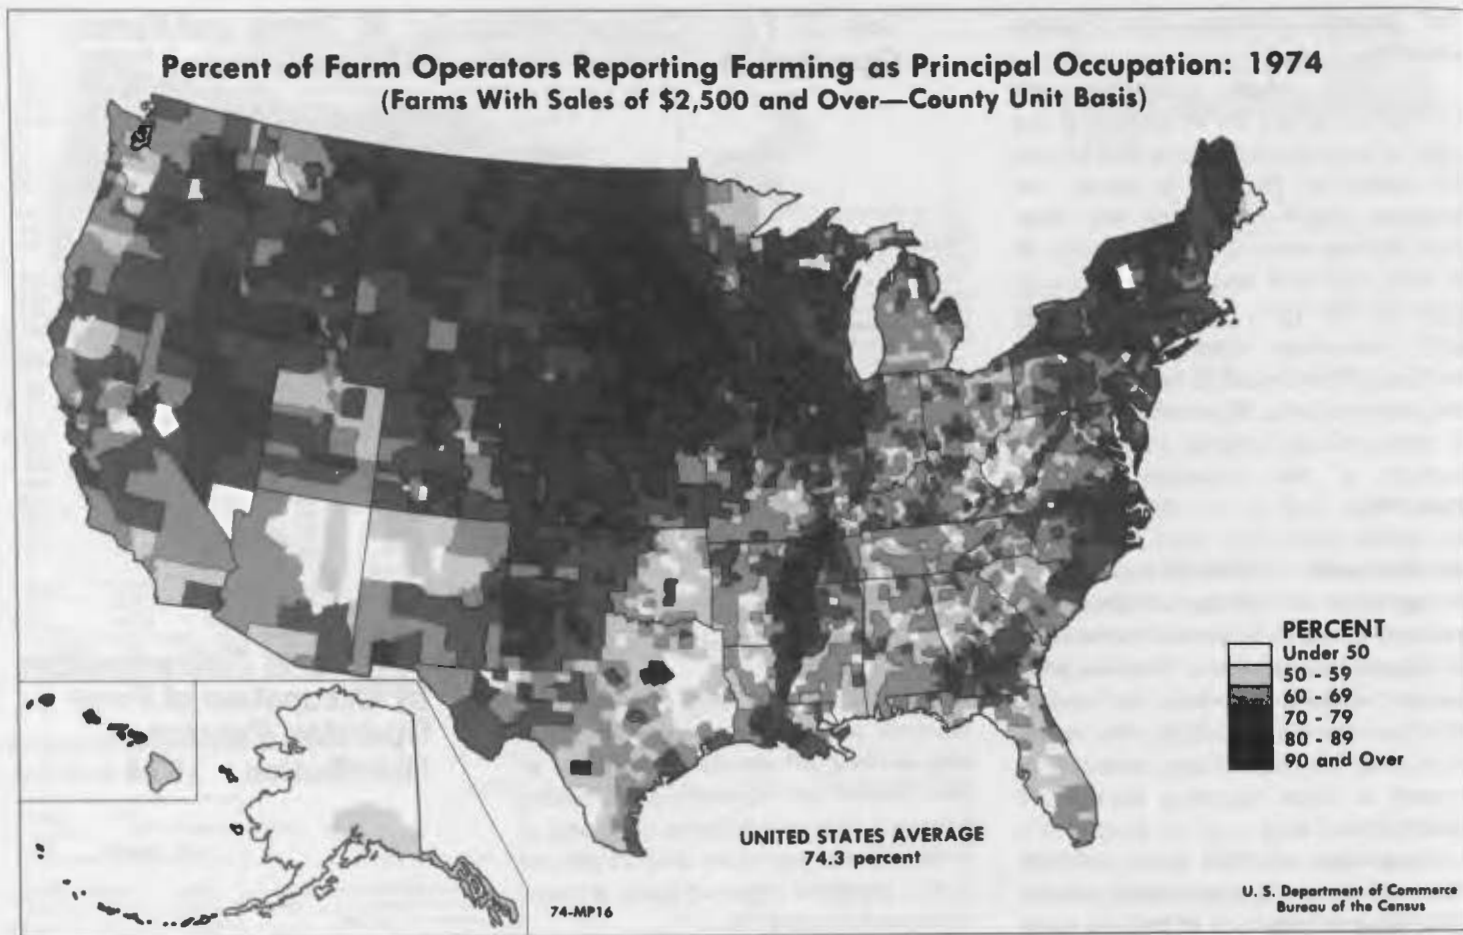 Percent of Farm Operators Reporting Farming as Principal Occupation: 1974
(Farms With Sales of $2,500 and Over—County Unit Basis)
PERCENT
Under 50
50 - 59
60 - 69
70 - 79
80 - 89
90 and Over
UNITED STATES AVERAGE
74.3 percent
74-MP16
U. S. Department of Commerce
Bureau of the Census